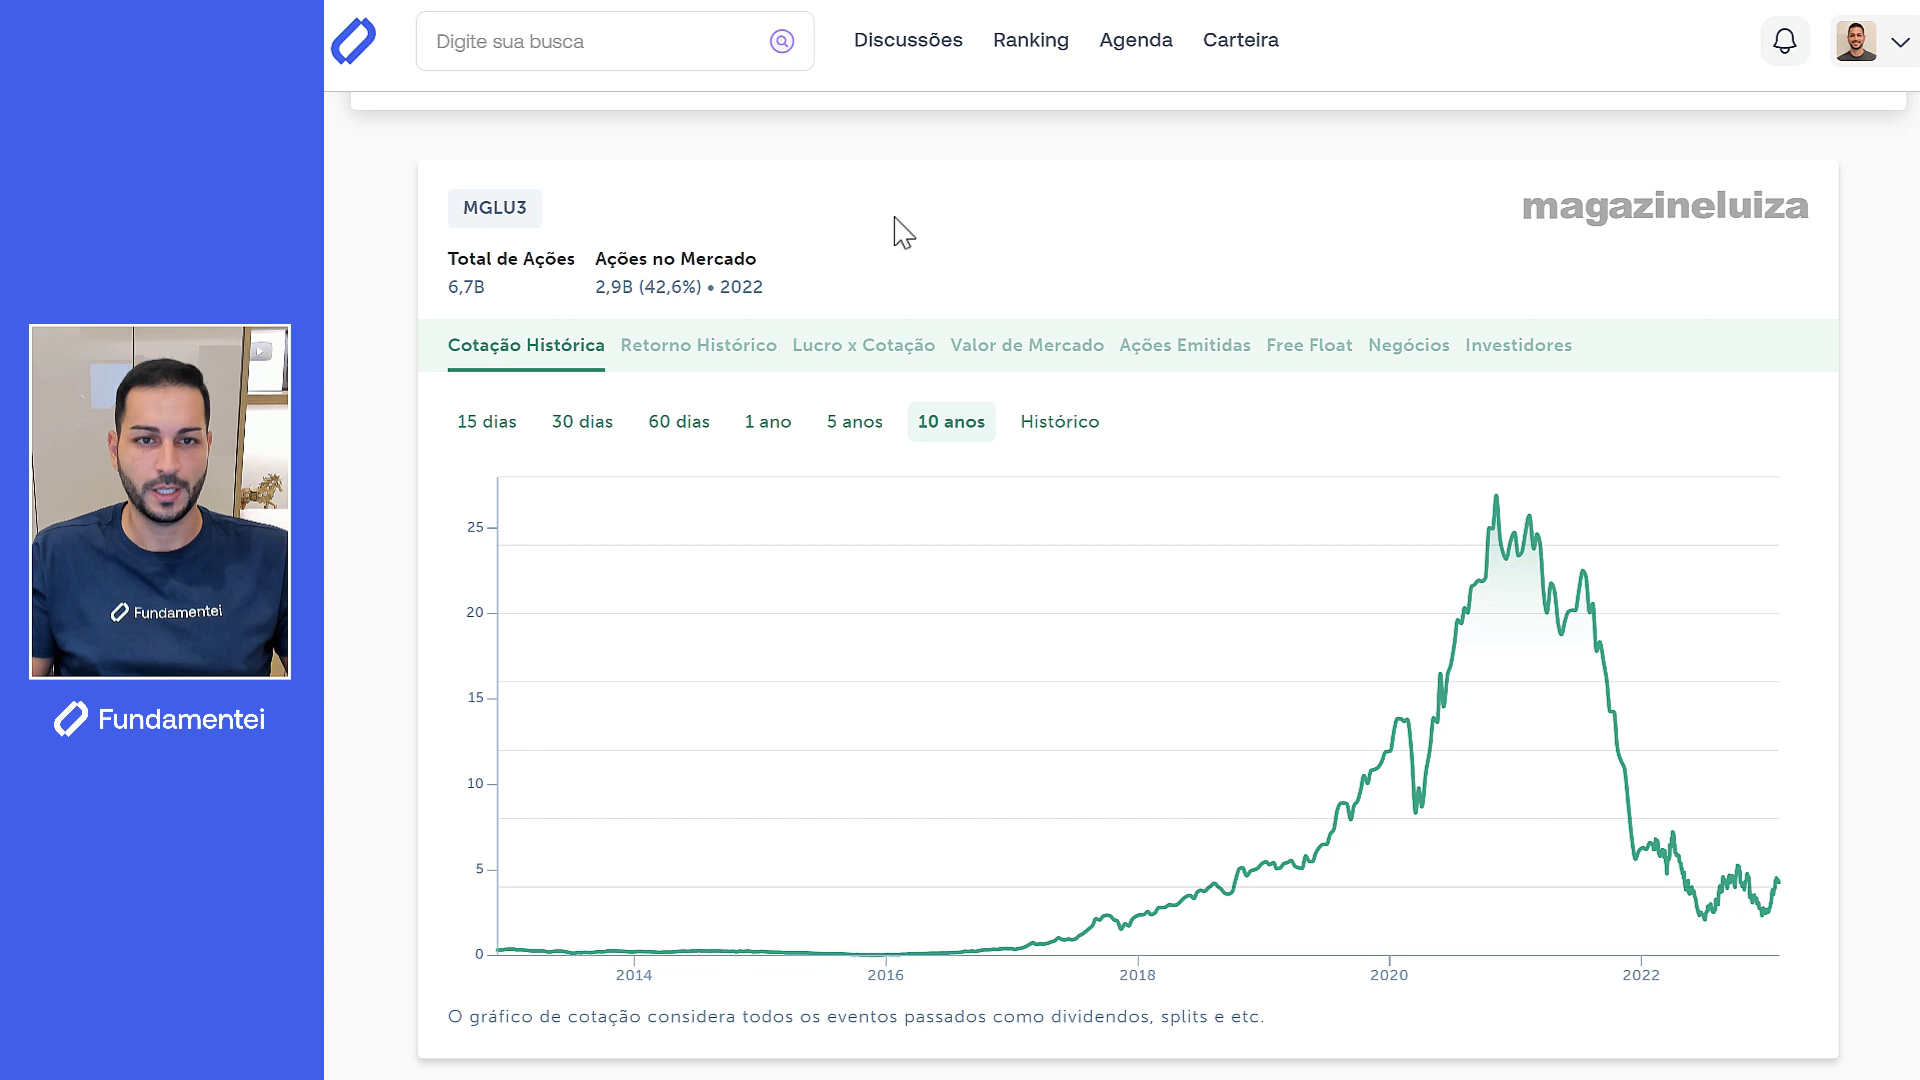 Digite sua busca
Discussões Ranking Agenda Carteira
MGLU3
magazineluiza
Total de Ações Ações no Mercado
6,7B 2,9B (42,6%) • 2022
Cotação Histórica Retorno Histórico Lucro x Cotação Valor de Mercado Ações Emitidas Free Float Negócios Investidores
15 dias 30 dias 60 dias 1 ano 5 anos 10 anos Histórico
25
20
15
10
5
0
2014 2016 2018 2020 2022
O gráfico de cotação considera todos os eventos passados como dividendos, splits e etc.
Fundamentei
Fundamentei